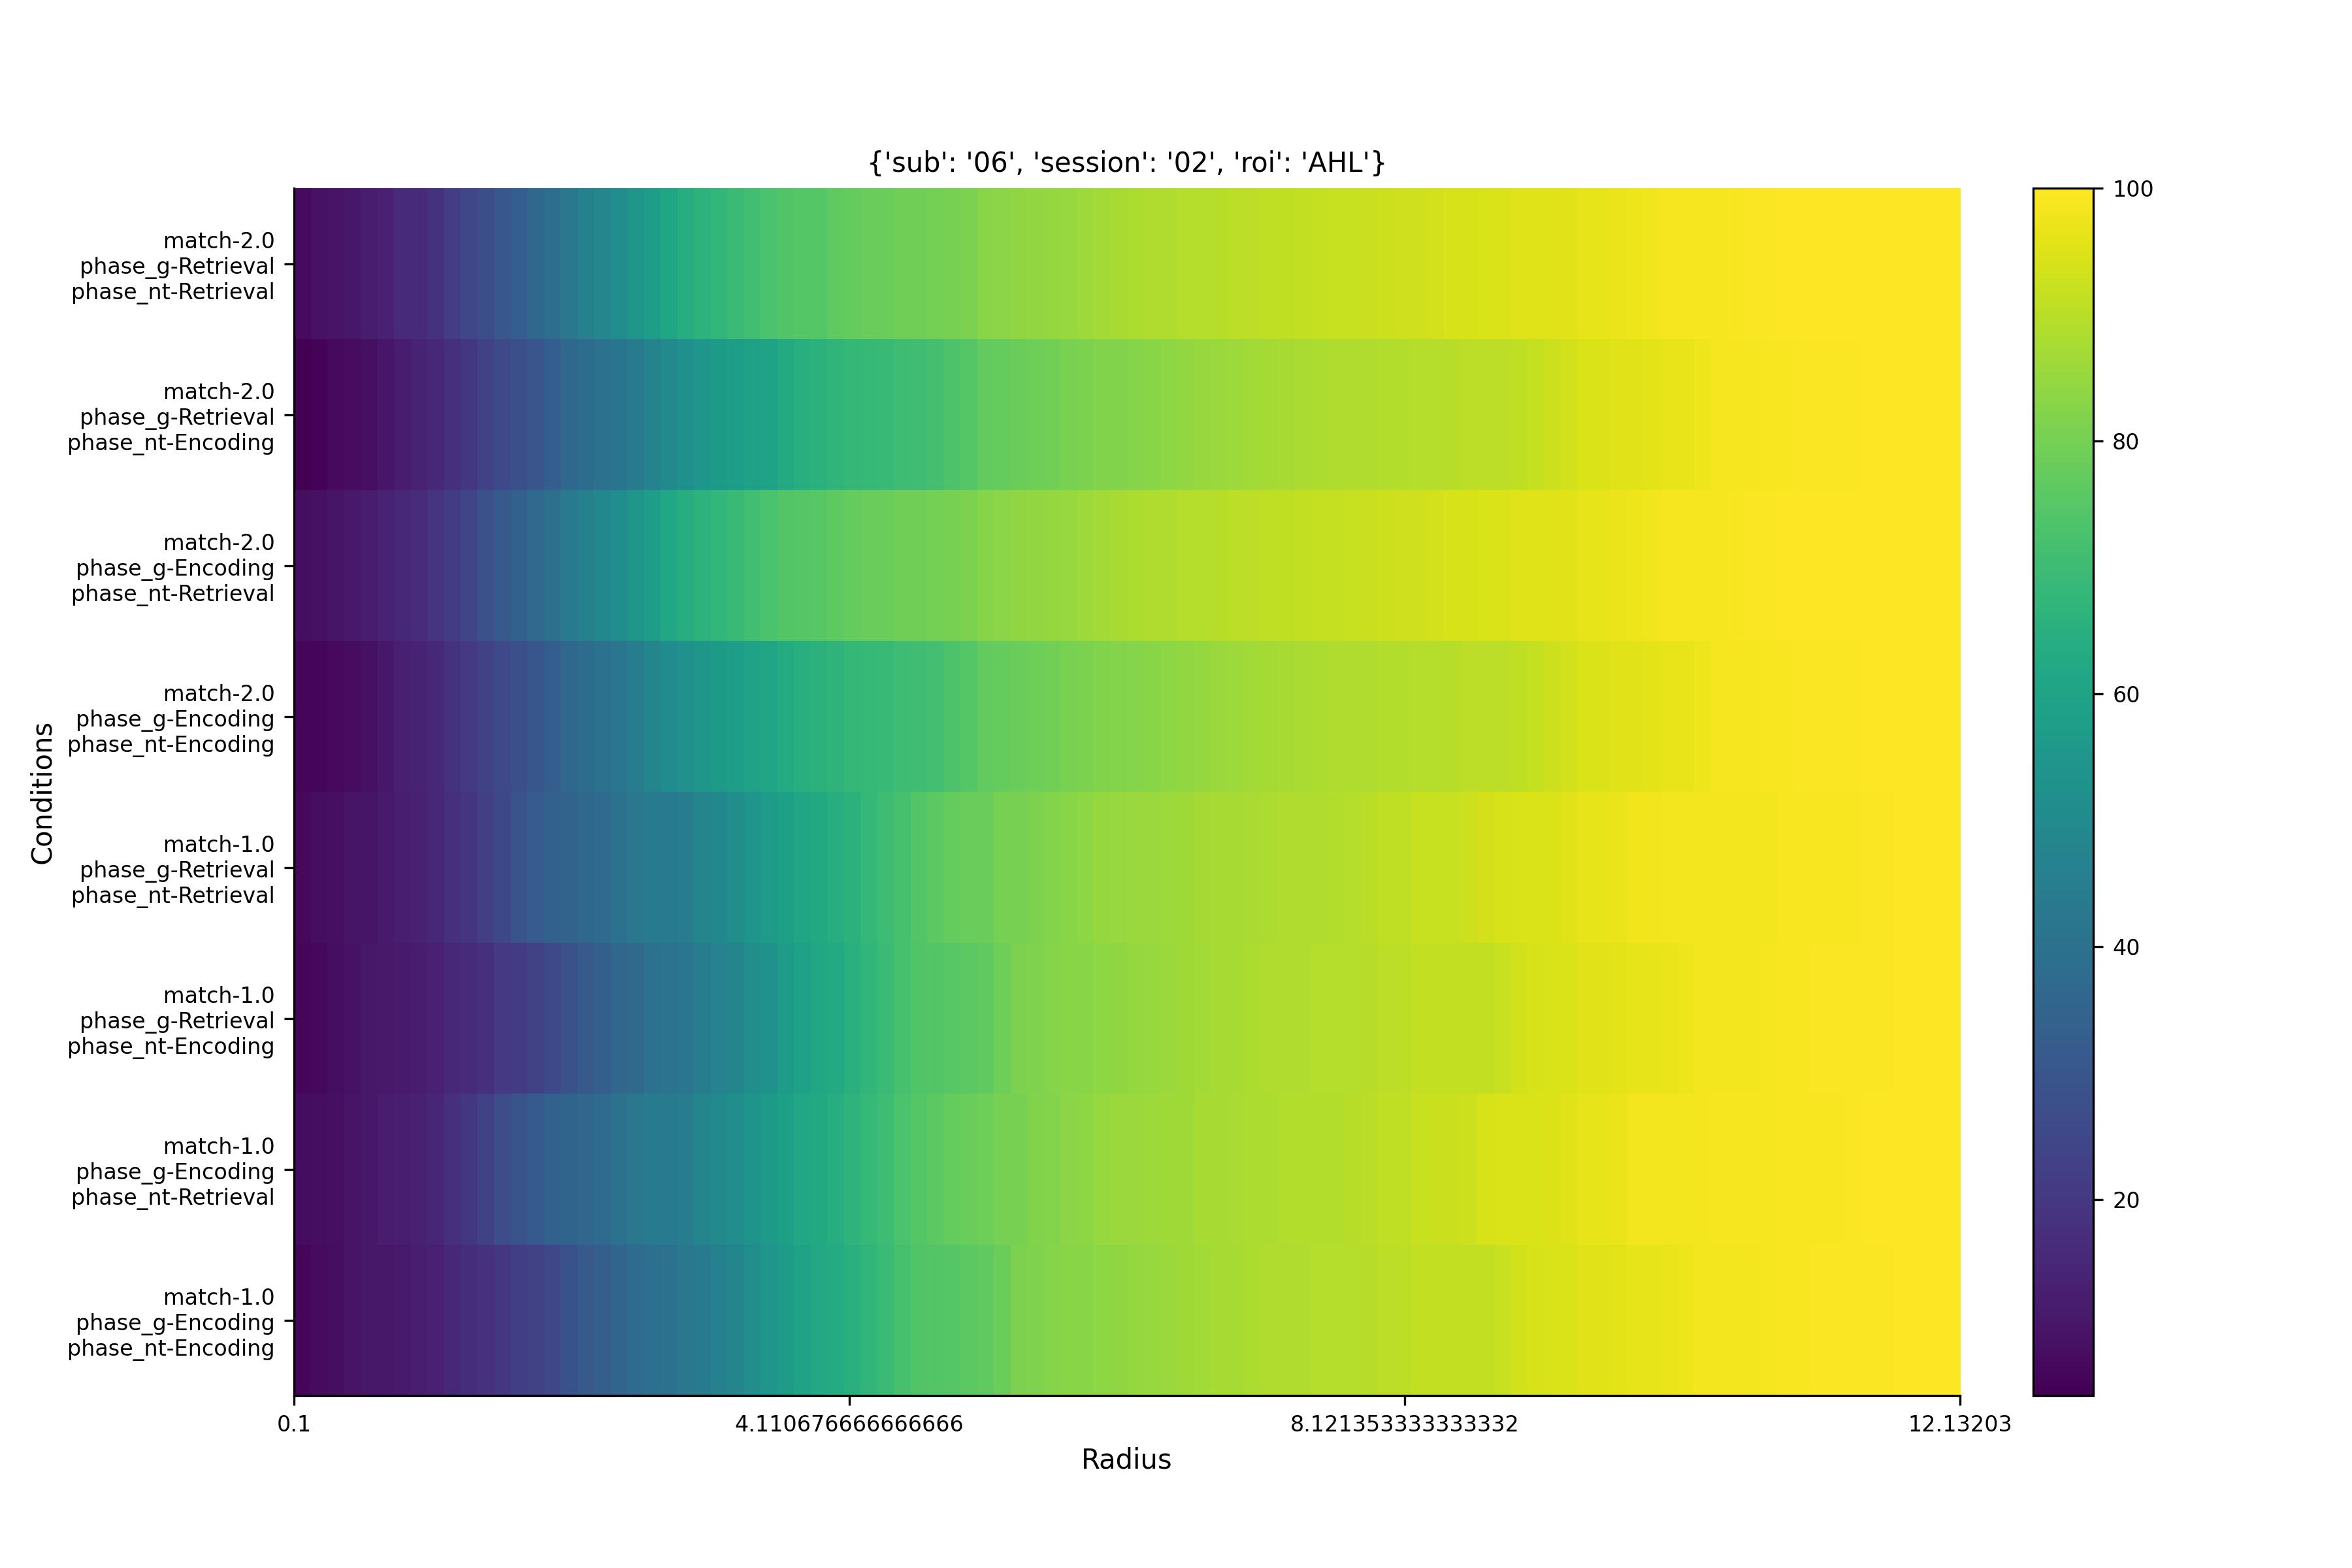 {'sub': '06', 'session': '02', 'roi': 'AHL'}
Conditions
match-2.0
phase_g-Retrieval
phase_nt-Retrieval
match-2.0
phase_g-Retrieval
phase_nt-Encoding
match-2.0
phase_g-Encoding
phase_nt-Retrieval
match-2.0
phase_g-Encoding
phase_nt-Encoding
match-1.0
phase_g-Retrieval
phase_nt-Retrieval
match-1.0
phase_g-Retrieval
phase_nt-Encoding
match-1.0
phase_g-Encoding
phase_nt-Retrieval
match-1.0
phase_g-Encoding
phase_nt-Encoding
0.1 4.110676666666666 8.121353333333332 12.13203
Radius
100
80
60
40
20